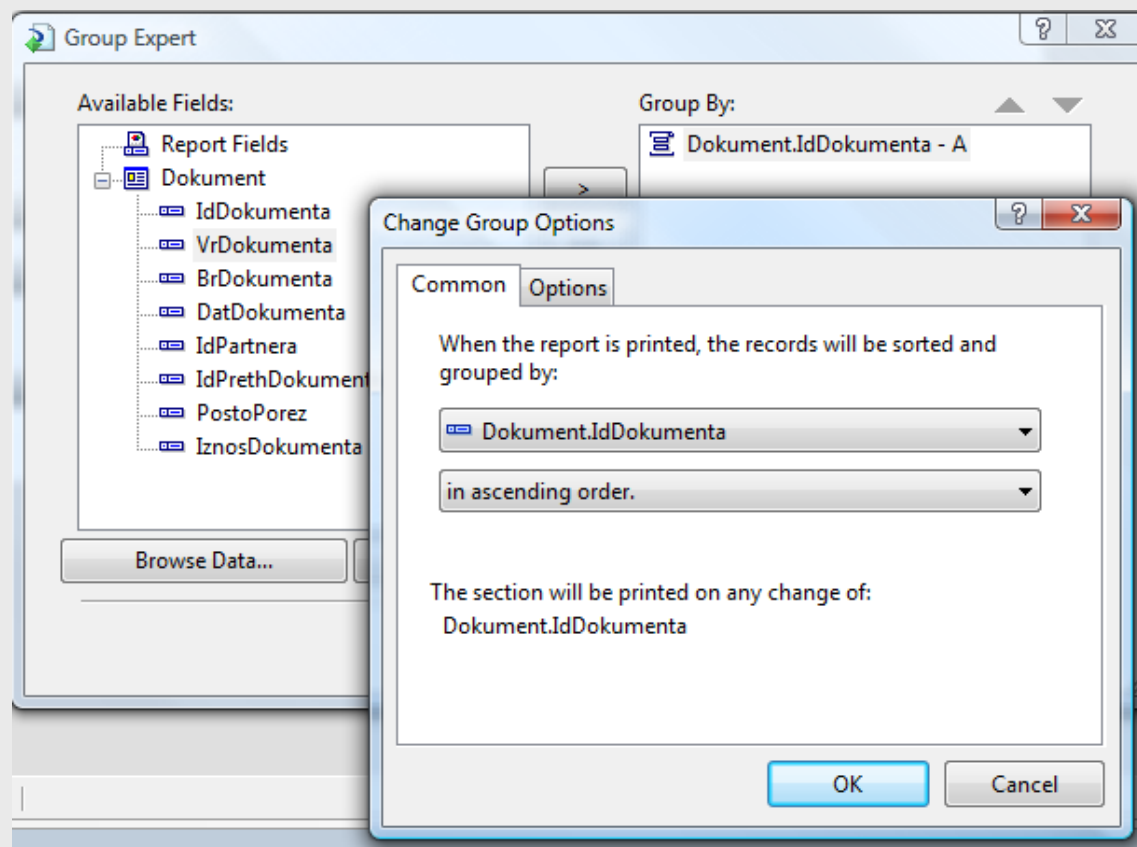 Group Expert
Available Fields:
Group By:
Report Fields
Dokument
IdDokumenta
VrDokumenta
BrDokumenta
DatDokumenta
IdPartnera
IdPrethDokument
PostoPorez
IznosDokumenta
>
Dokument.IdDokumenta - A
Browse Data...
Change Group Options
Common
Options
When the report is printed, the records will be sorted and
grouped by:
Dokument.IdDokumenta
in ascending order.
The section will be printed on any change of:
Dokument.IdDokumenta
OK
Cancel